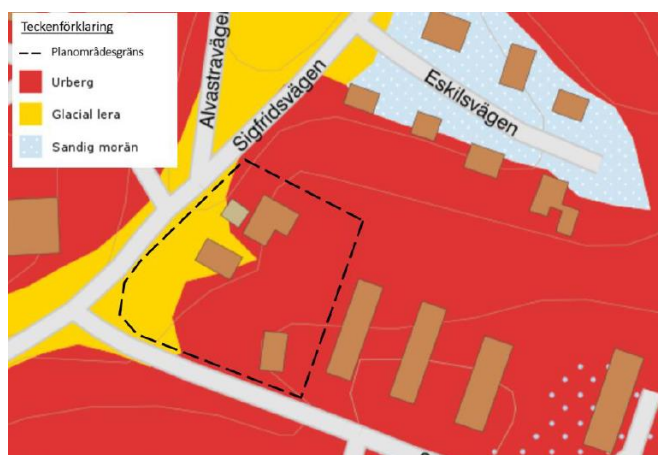 Teckenförklaring
Planområdesgräns
Urberg
Glacial lera
Sandig morän
Alvastravägen
Sigfridsvägen
Eskilsvägen